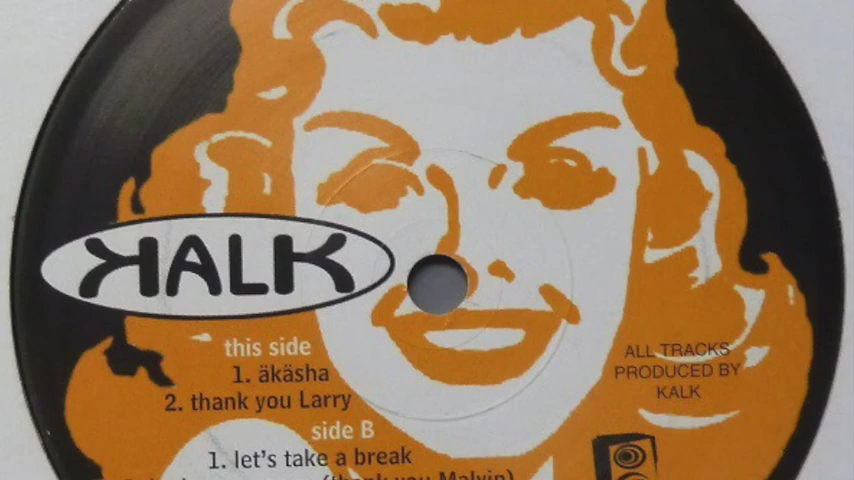 KALK
this side
1. äkäsha
2. thank you Larry
side B
1. let's take a break
(thank you Malvin)
ALL TRACKS
PRODUCED BY
KALK